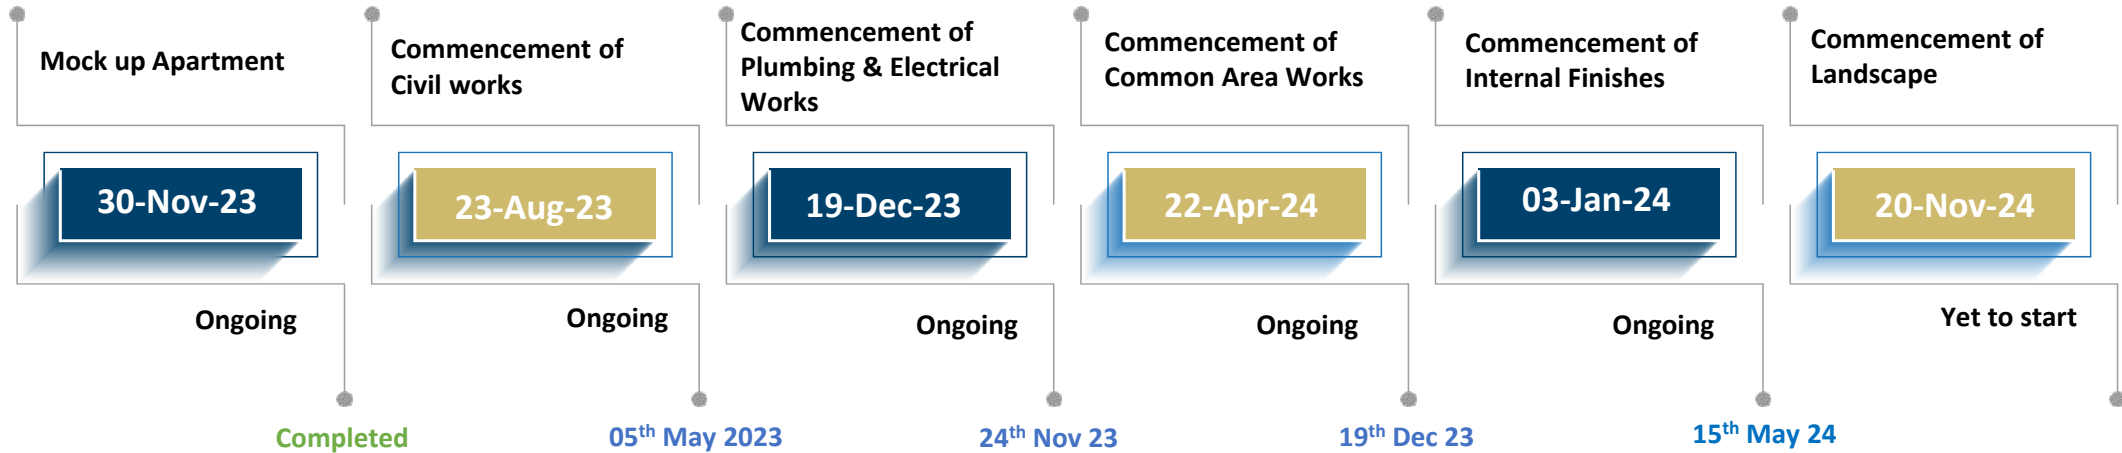 Mock up Apartment
30-Nov-23
Ongoing
Completed
Commencement of
Civil works
23-Aug-23
Ongoing
05th May 2023
Commencement of
Plumbing & Electrical
Works
19-Dec-23
Ongoing
24th Nov 23
Commencement of
Common Area Works
22-Apr-24
Ongoing
19th Dec 23
Commencement of
Internal Finishes
03-Jan-24
Ongoing
15th May 24
Commencement of
Landscape
20-Nov-24
Yet to start